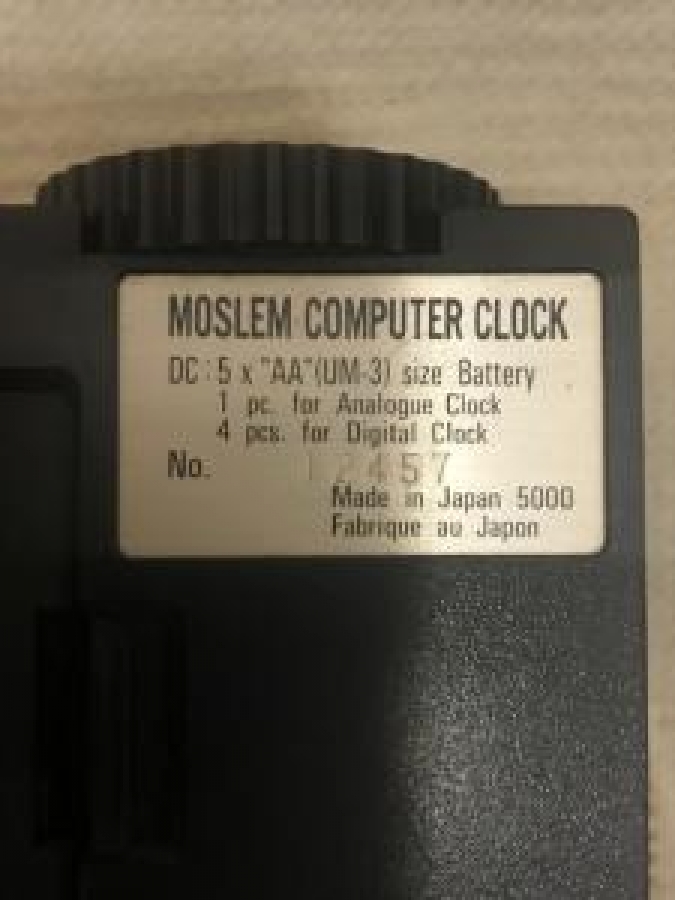 MOSLEM COMPUTER CLOCK
DC : 5 x "AA"(UM-3) size Battery
1 pc. for Analogue Clock
4 pcs. for Digital Clock
No. 12457
Made in Japan 5000
Fabrique au Japon